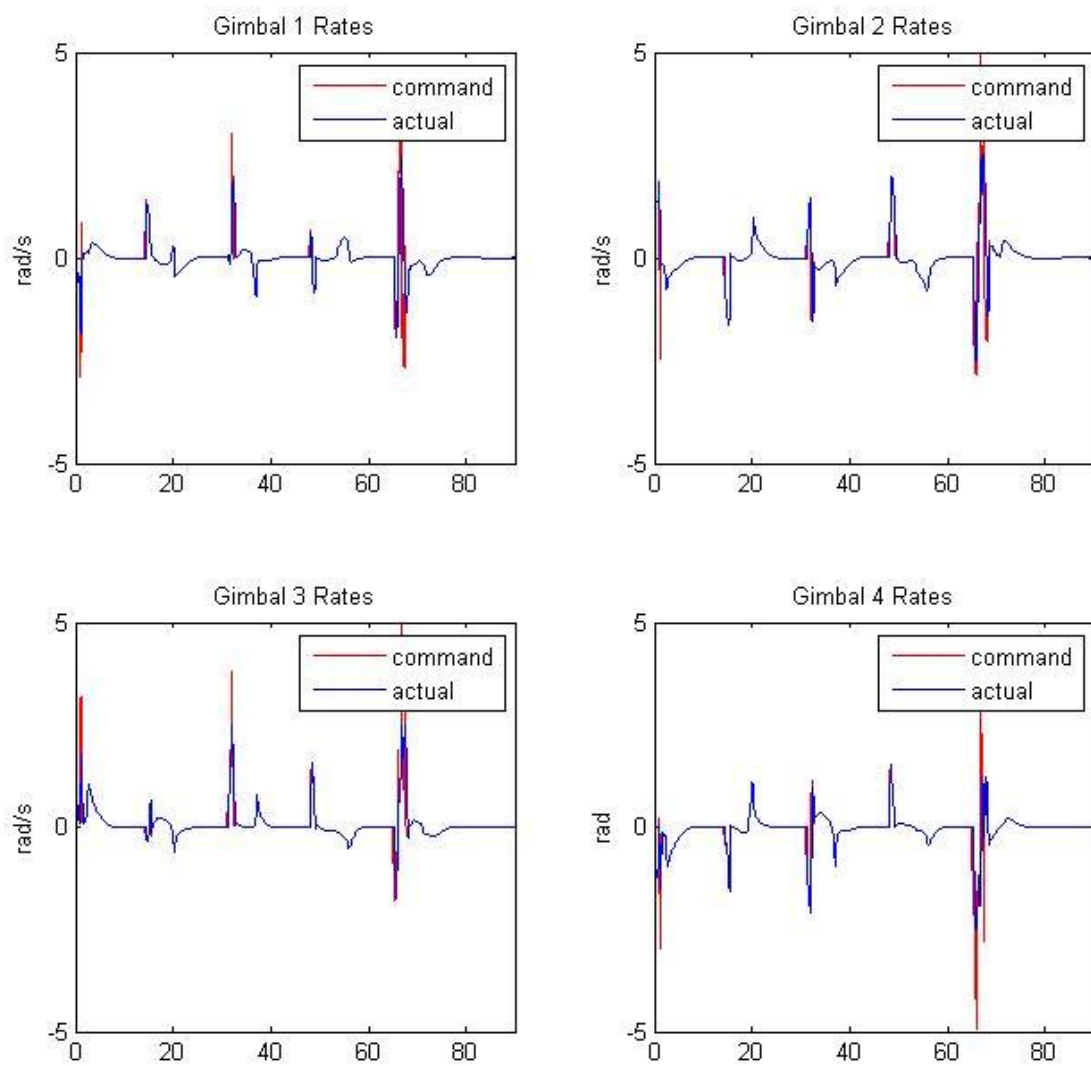 Gimbal 1 Rates
5
command
actual
0
rad/s
-5
0 20 40 60 80
Gimbal 2 Rates
5
command
actual
0
rad/s
-5
0 20 40 60 80
Gimbal 3 Rates
5
command
actual
0
rad/s
-5
0 20 40 60 80
Gimbal 4 Rates
5
command
actual
0
rad
-5
0 20 40 60 80